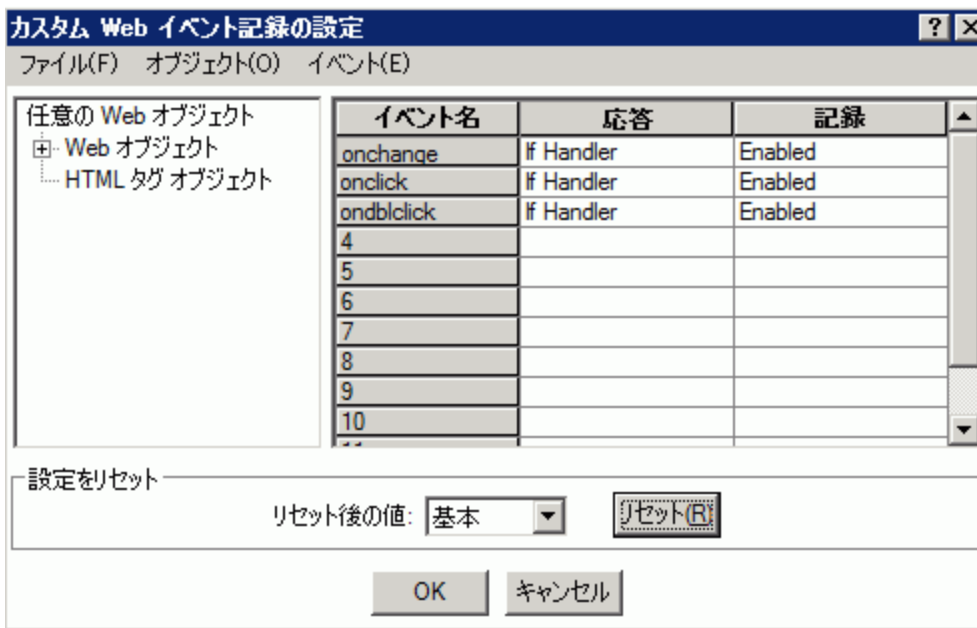 カスタム Web イベント記録の設定
ファイル(F) オブジェクト(O) イベント(E)
任意の Web オブジェクト
Web オブジェクト
HTML タグ オブジェクト
イベント名 応答 記録
onchange If Handler Enabled
onclick If Handler Enabled
ondblclick If Handler Enabled
4
5
6
7
8
9
10
設定をリセット
リセット後の値: 基本 リセット(R)
OK キャンセル